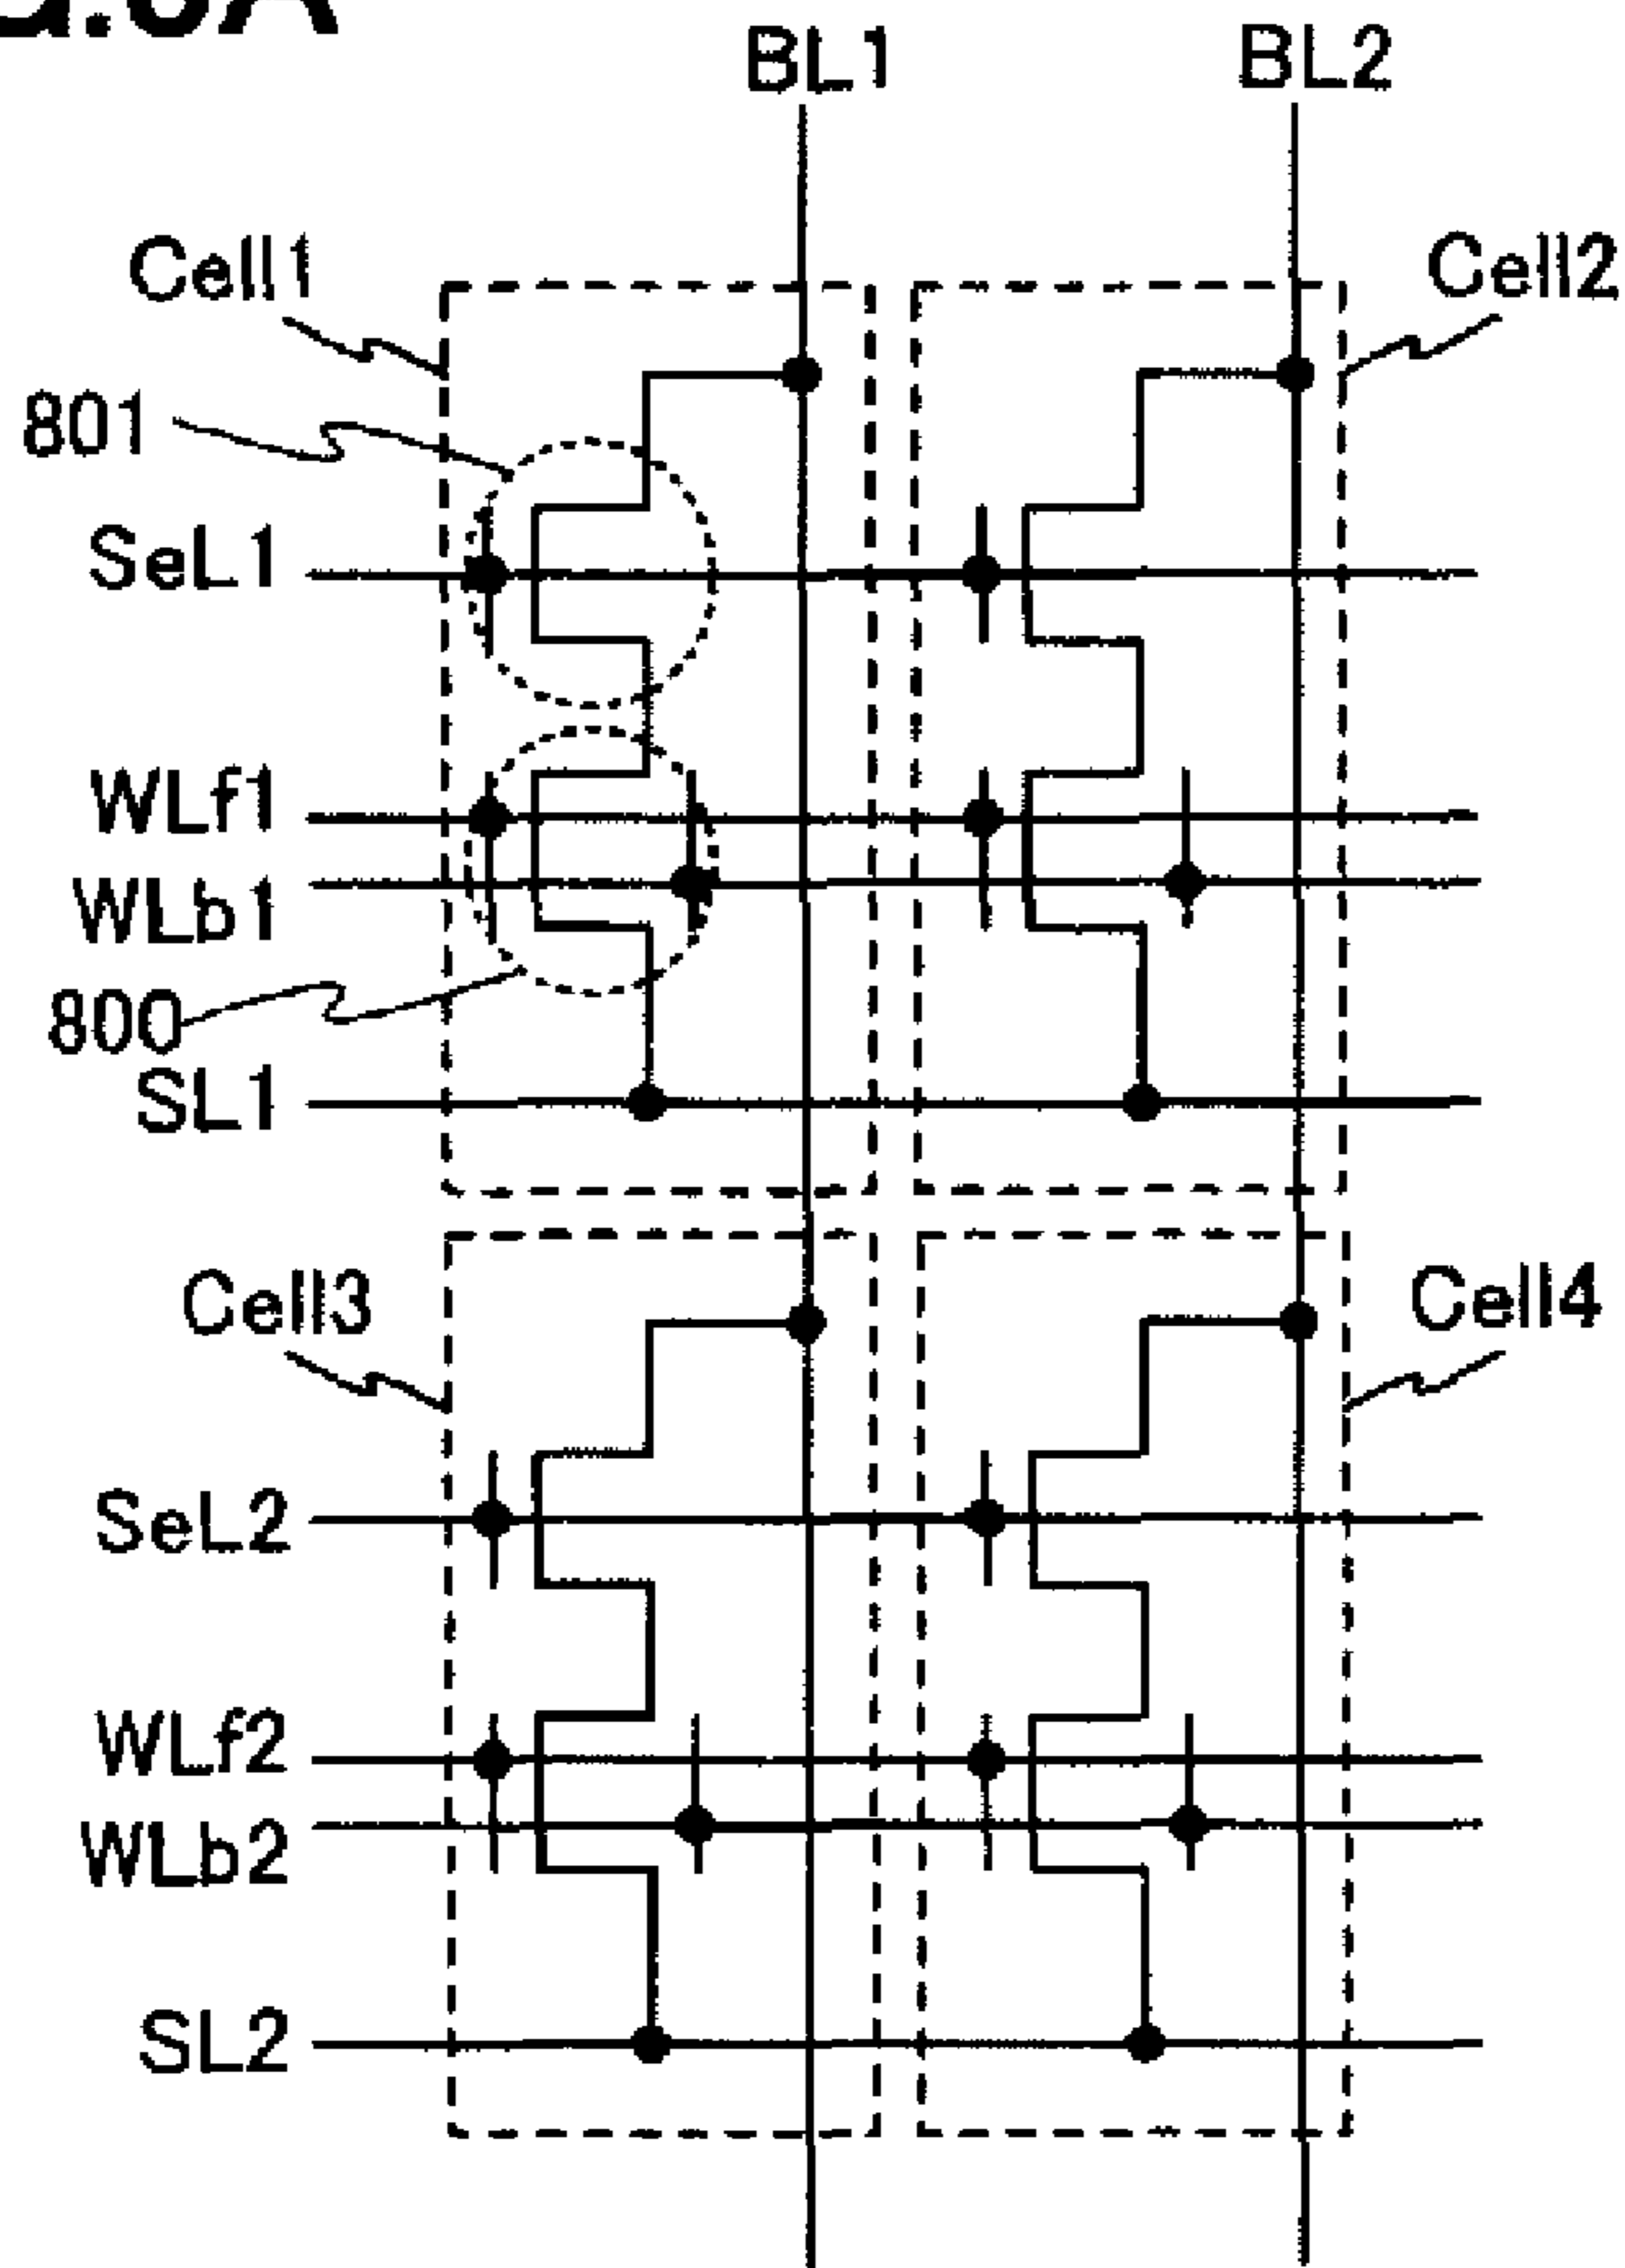 BL1 BL2
Cell1 Cell2
801
SeL1
WLf1
WLb1
800
SL1
Cell3 Cell4
SeL2
WLf2
WLb2
SL2